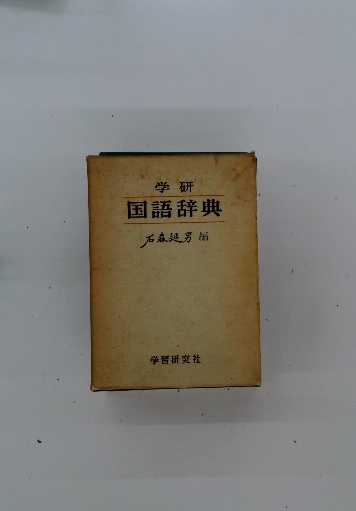 学研
国語辞典
石森延男 編
学習研究社